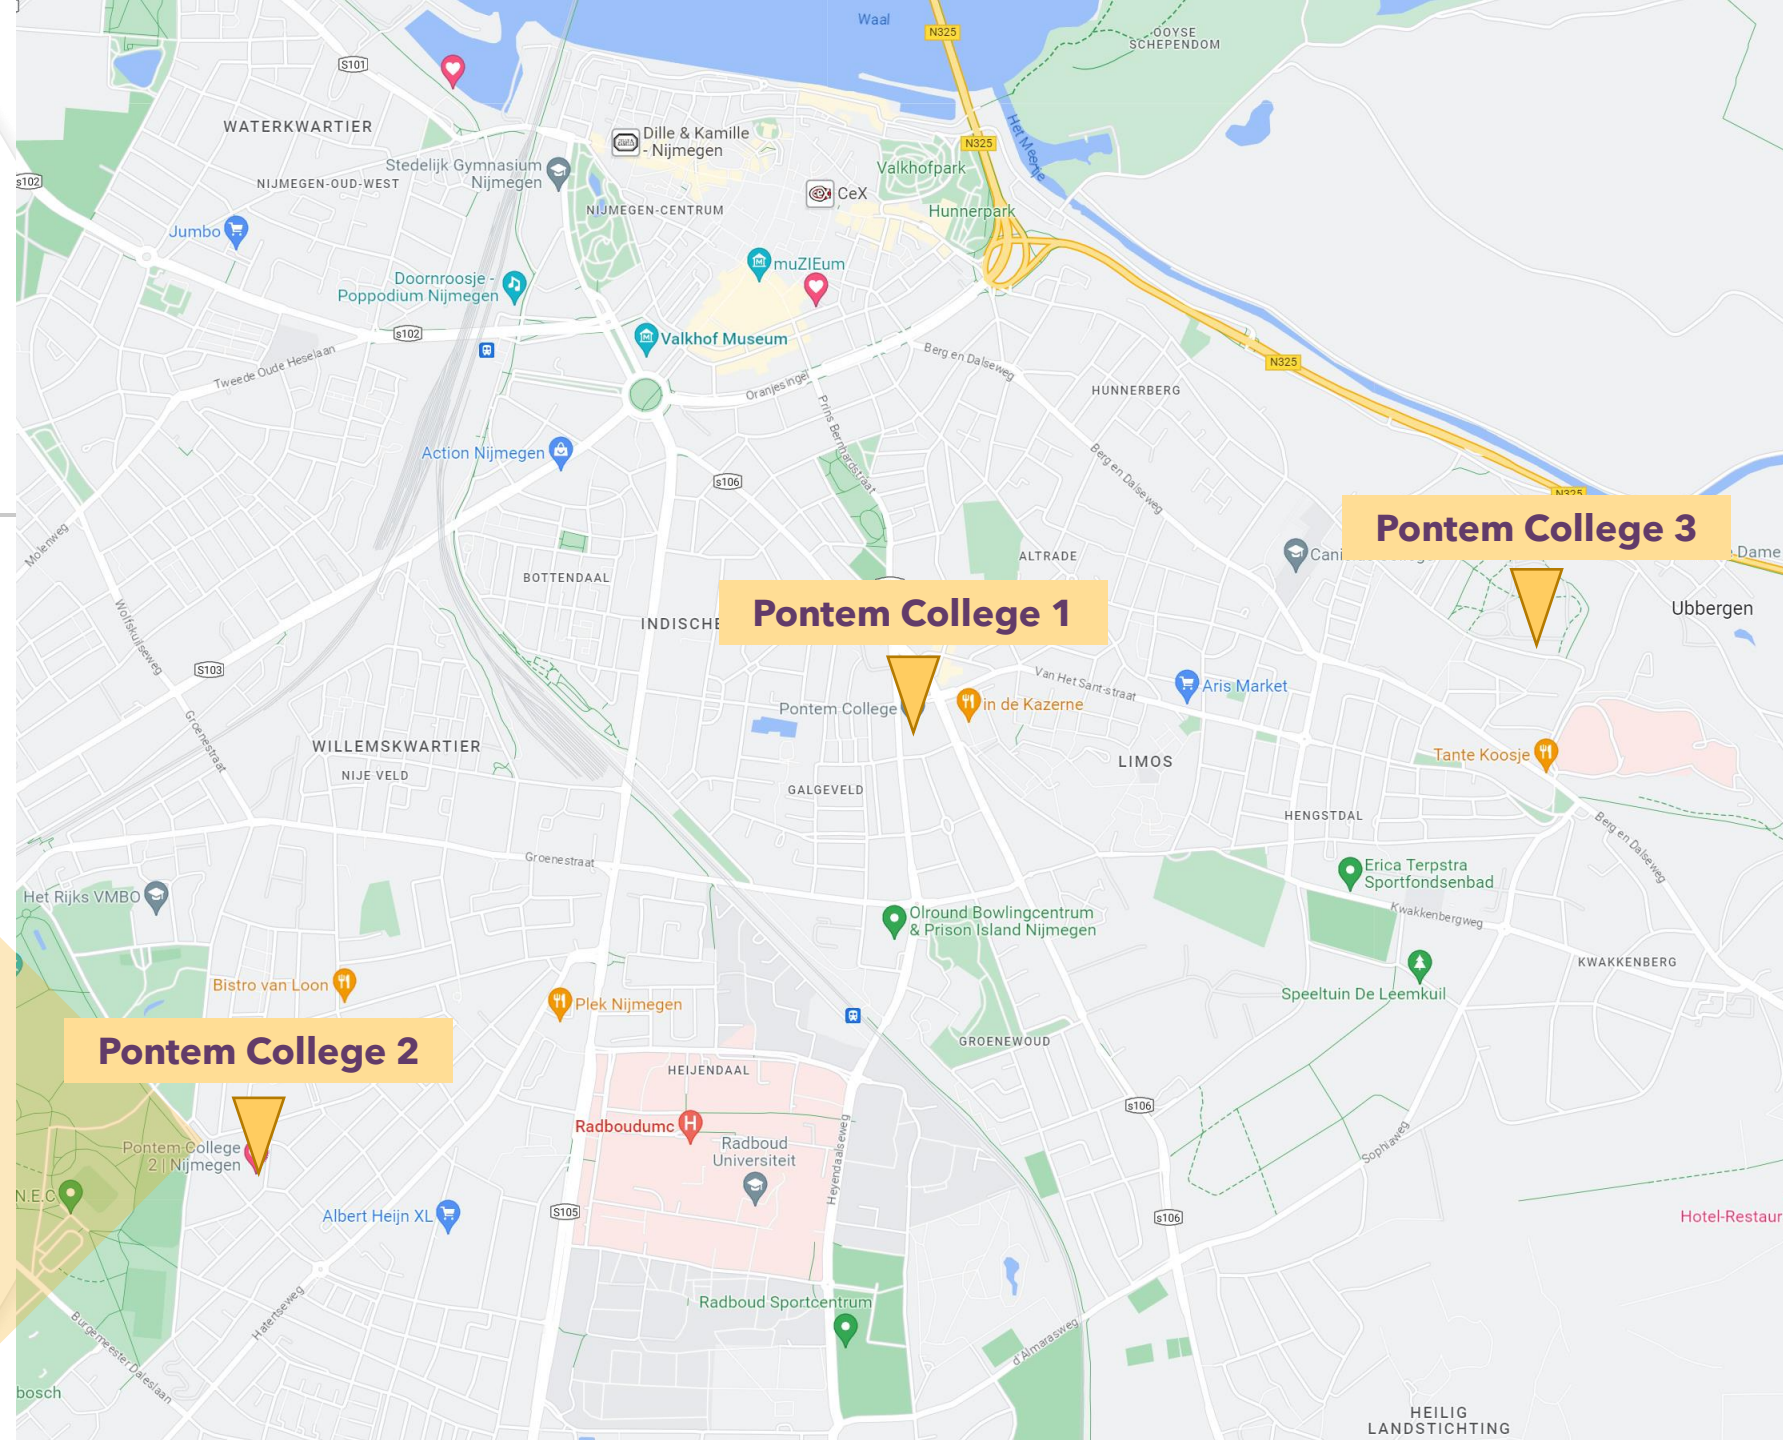 Waal
N325
OOYSE
SCHEPENDOM
S101
WATERKWARTIER
Dille & Kamille
- Nijmegen
N325
Het Meertje
Stedelijk Gymnasium
Nijmegen
Valkhofpark
s102
NIJMEGEN-OUD-WEST
CeX
NIJMEGEN-CENTRUM
Hunnerpark
Jumbo
muZIEum
Doornroosje -
Poppodium Nijmegen
s102
Valkhof Museum
Tweede Oude Heselaan
Berg en Dalseweg
N325
Oranjesingel
HUNNERBERG
Prins Bernhardstraat
Action Nijmegen
Berg en Dalseweg
s106
N325
Pontem College 3
Molenweg
ALTRADE
Cani
Dame
BOTTENDAAL
Pontem College 1
Ubbergen
INDISCHE
Wolfskuilseweg
S103
Van Het Santstraat
Aris Market
Pontem College
in de Kazerne
Groenestraat
WILLEMSKWARTIER
NIJE VELD
LIMOS
Tante Koosje
GALGEVELD
HENGSTDAL
Berg en Dalseweg
Groenestraat
Erica Terpstra
Sportfondsenbad
Het Rijks VMBO
Olround Bowlingcentrum
& Prison Island Nijmegen
Kwakkenbergweg
KWAKKENBERG
Bistro van Loon
Plek Nijmegen
Speeltuin De Leemkuil
Pontem College 2
GROENEWOUD
HEIJENDAAL
s106
Radboudumc
Pontem College
2 | Nijmegen
Radboud
Universiteit
Heyendaalseweg
Sophiaweg
N.E.C.
Albert Heijn XL
S105
s106
Hotel-Restaur
Radboud Sportcentrum
Hatertseweg
Burgemeester Daleslaan
d'Almarasweg
bosch
HEILIG
LANDSTICHTING